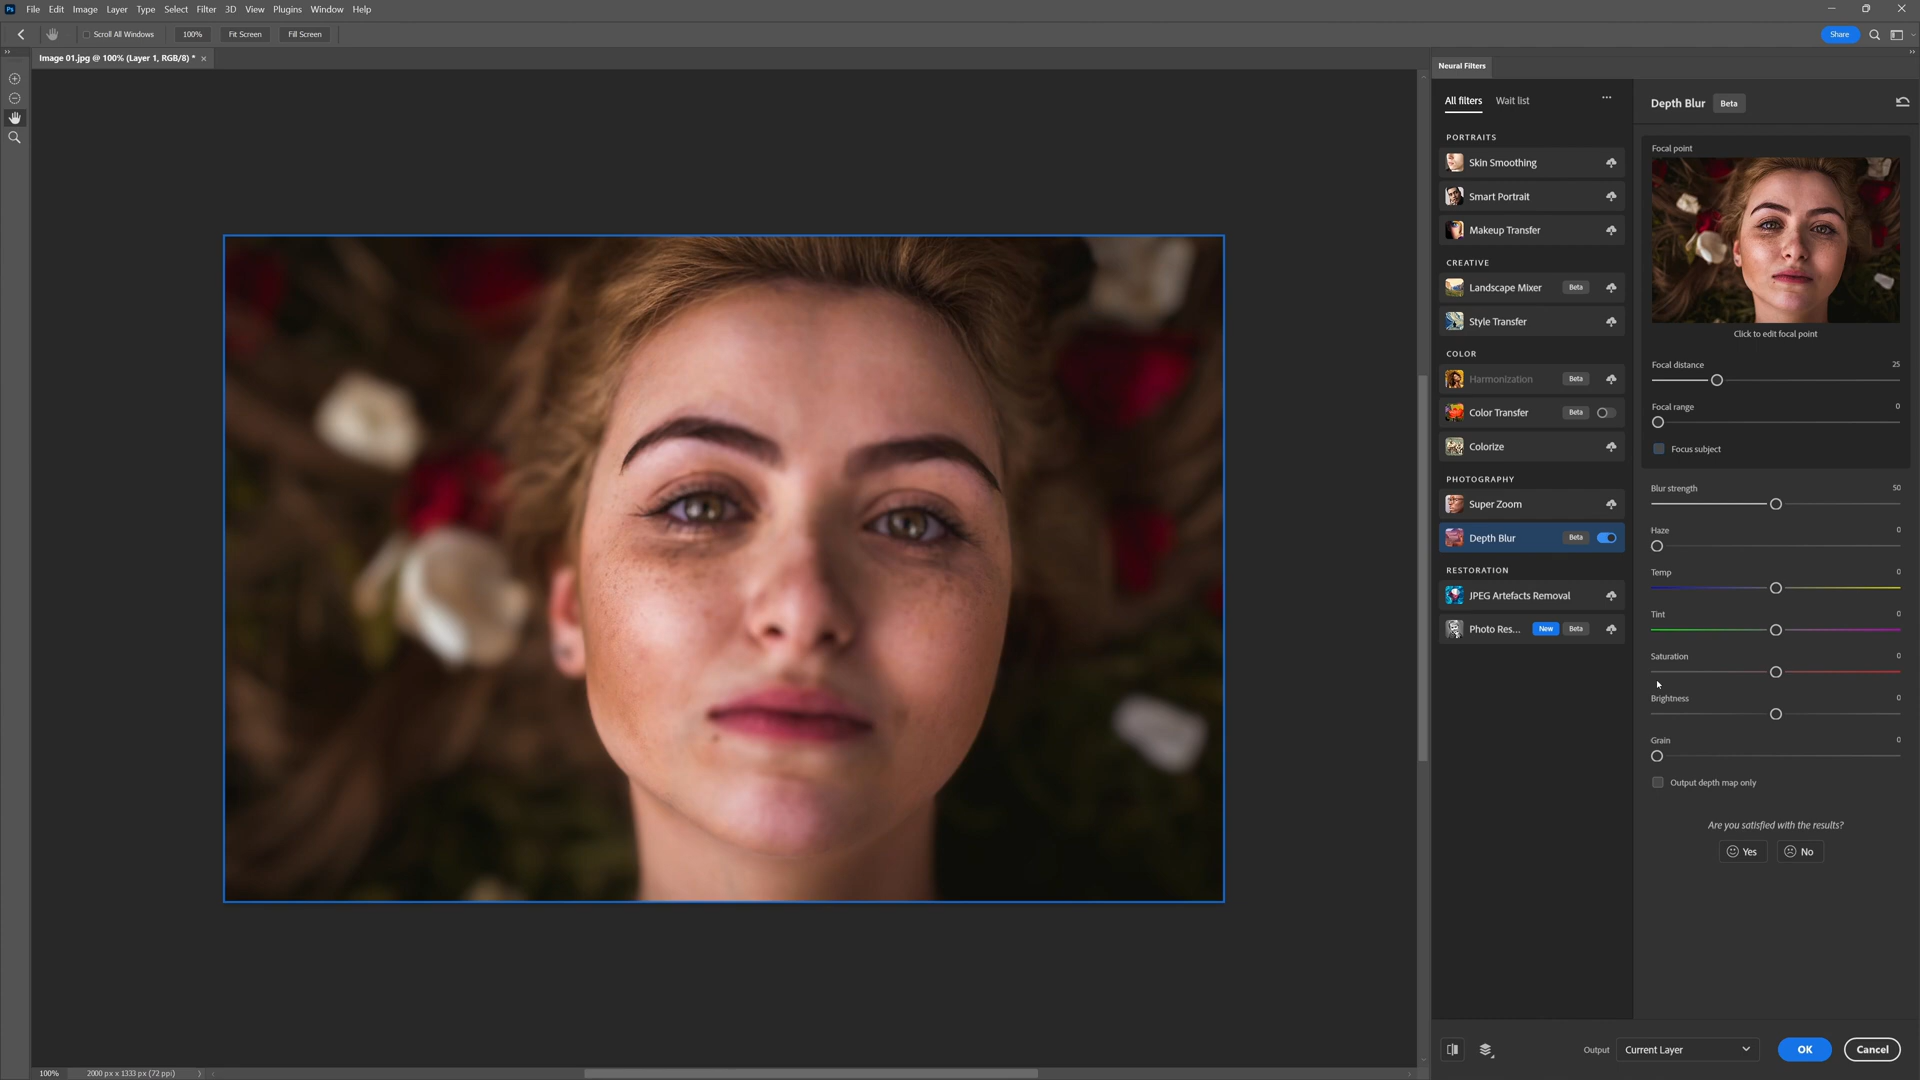 Ps File Edit Image Layer Type Select Filter 3D View Plugins Window Help
Scroll All Windows 100% Fit Screen Fill Screen Share
Image 01.jpg @ 100% (Layer 1, RGB/8) * ×
Neural Filters
All filters Wait list ...
PORTRAITS
Skin Smoothing
Smart Portrait
Makeup Transfer
CREATIVE
Landscape Mixer Beta
Style Transfer
COLOR
Harmonization Beta
Color Transfer Beta
Colorize
PHOTOGRAPHY
Super Zoom
Depth Blur Beta
RESTORATION
JPEG Artefacts Removal
Photo Res... New Beta
Depth Blur Beta
Focal point
Click to edit focal point
Focal distance 25
Focal range 0
Focus subject
Blur strength 50
Haze 0
Temp 0
Tint 0
Saturation 0
Brightness 0
Grain 0
Output depth map only
Are you satisfied with the results?
Yes No
Output Current Layer OK Cancel
100% 2000 px x 1333 px (72 ppi)